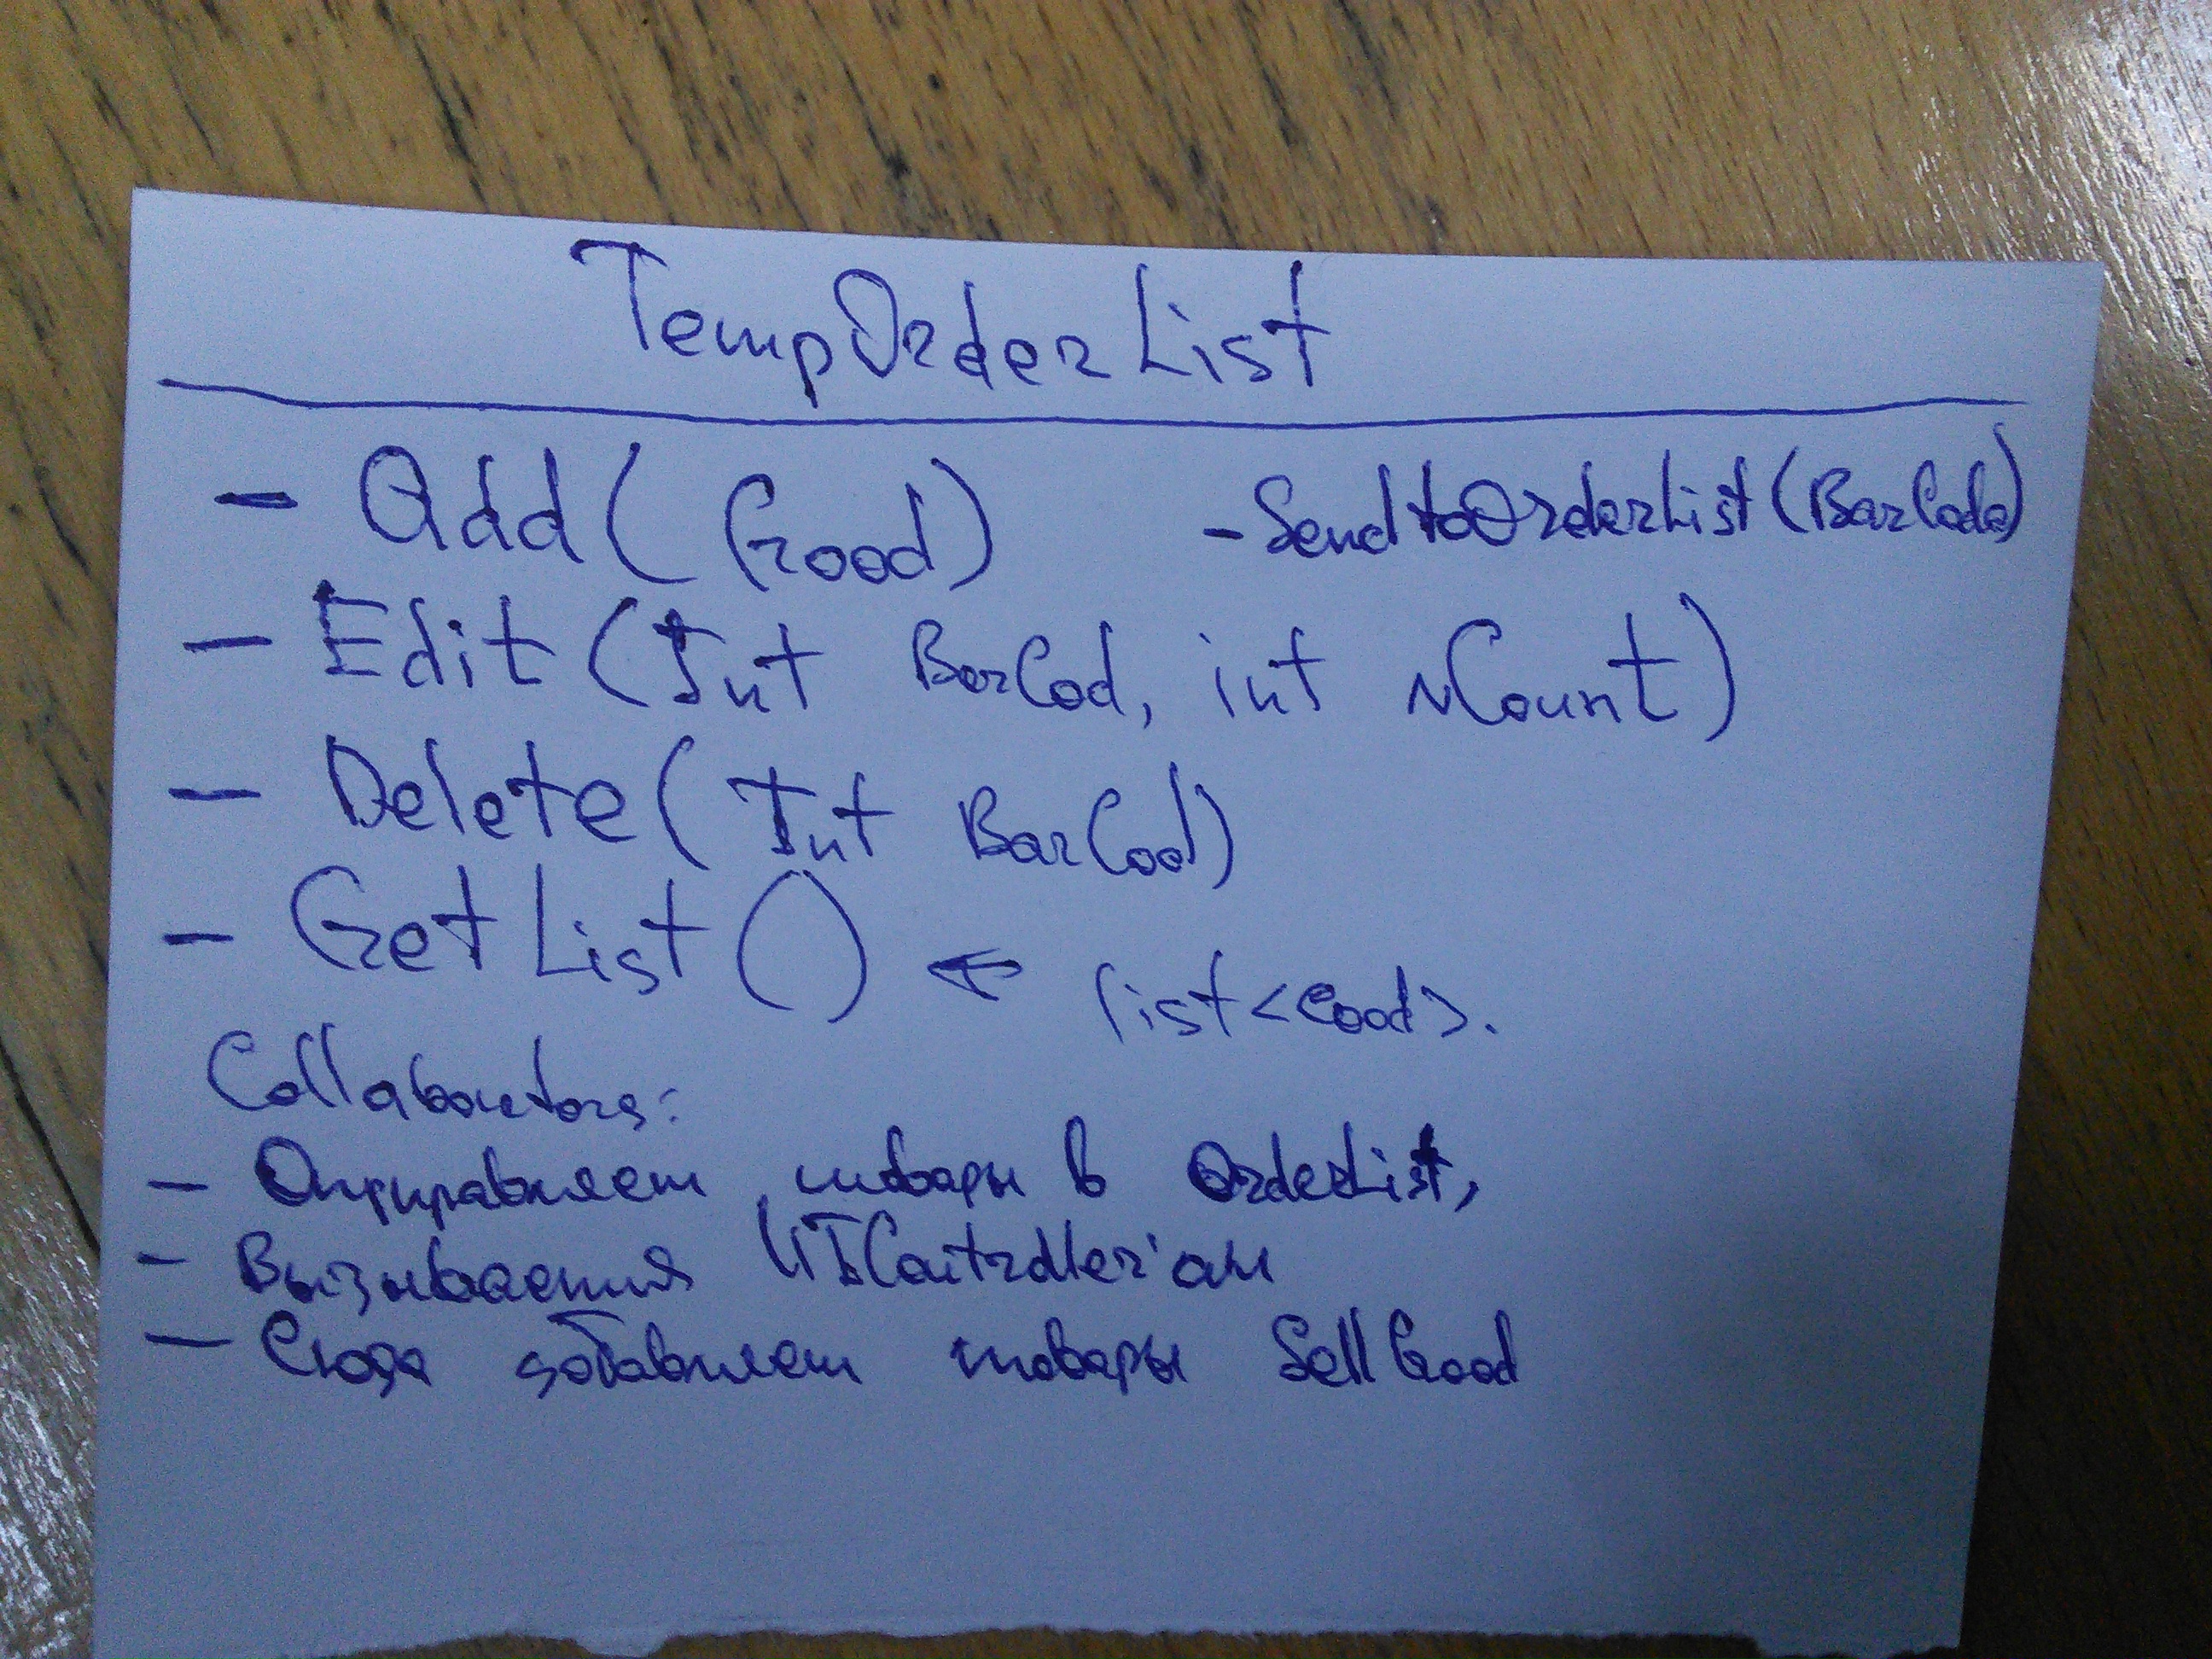 TempOrderList
- Add( Good) - SendtoOrderList (BarCode)
- Edit (Int BarCod, int nCount)
- Delete( Int BarCod)
- GetList() ← list<Good>.
Collaborators:
- Отправляет товары в OrderList,
- Вызывается Controller'ом
- Сюда добавляет товары SellGood